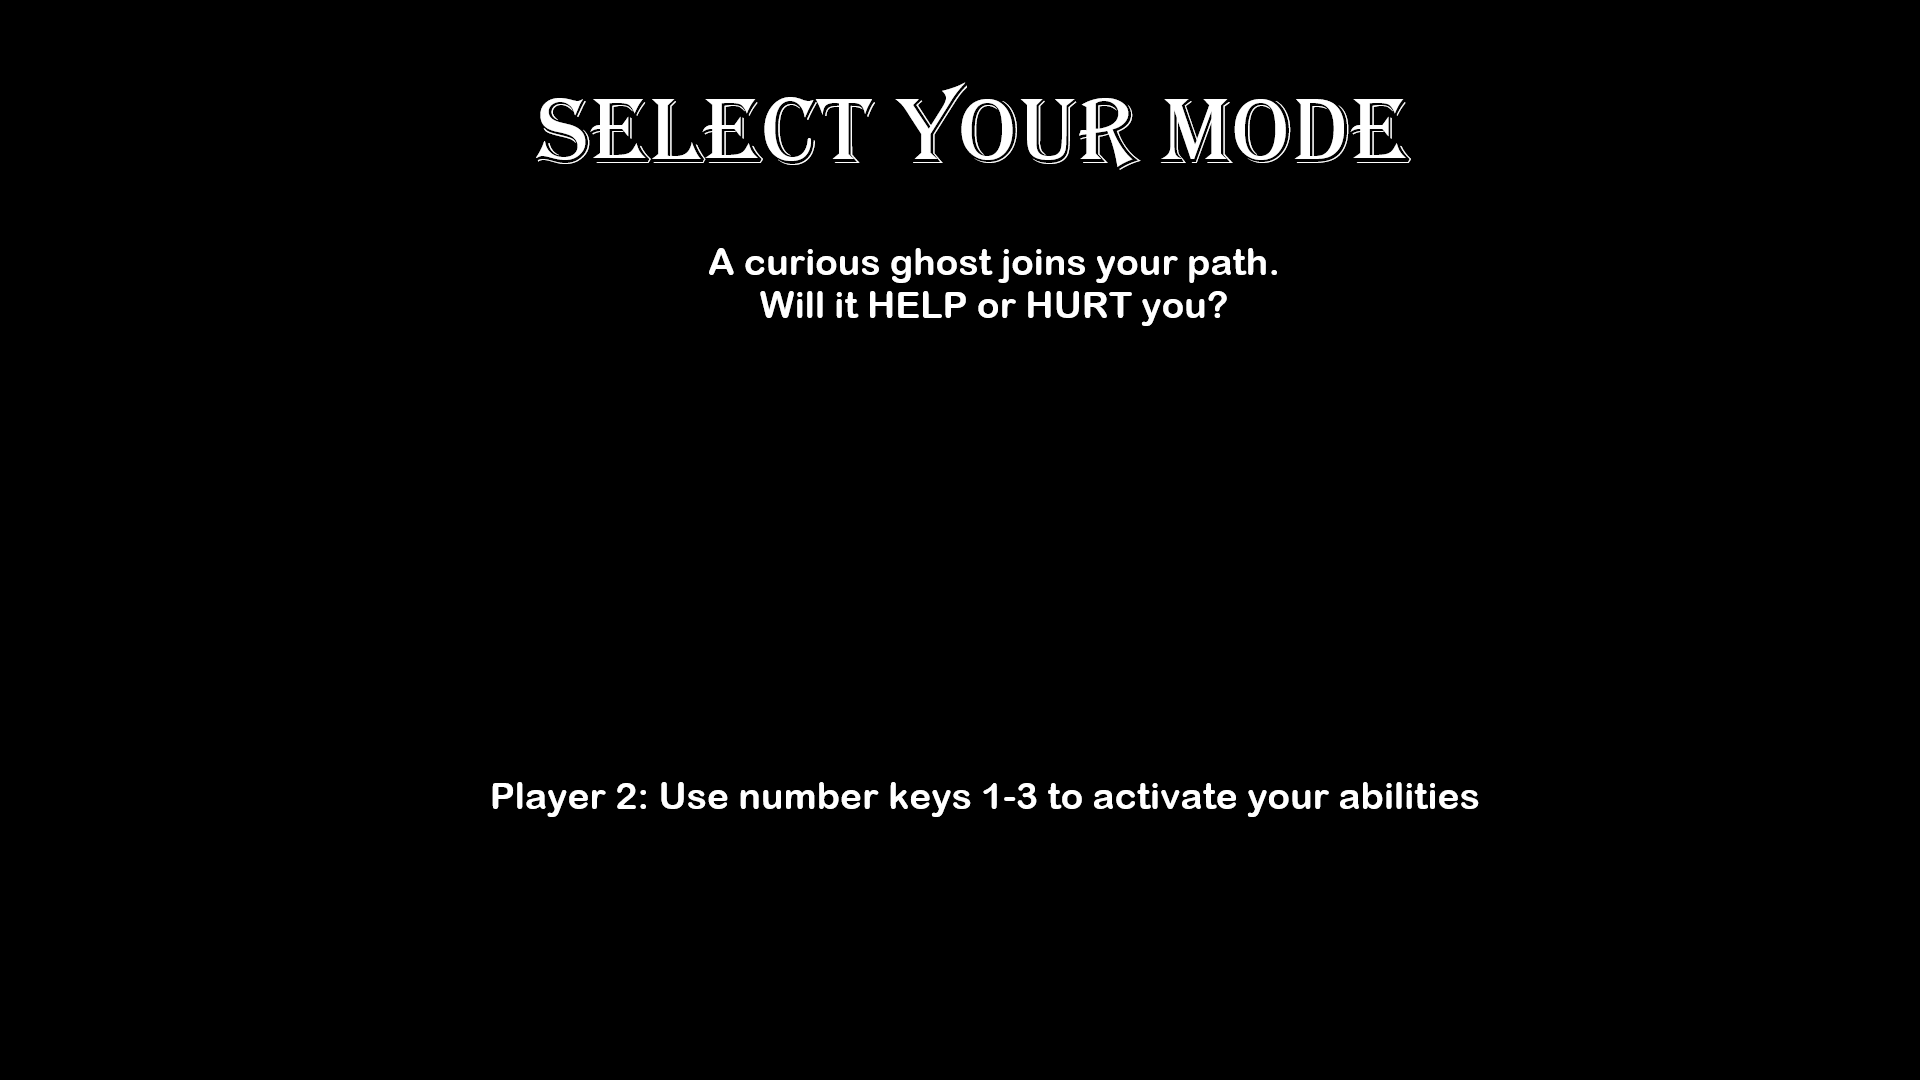 SELECT YOUR MODE
A curious ghost joins your path.
Will it HELP or HURT you?
Player 2: Use number keys 1-3 to activate your abilities